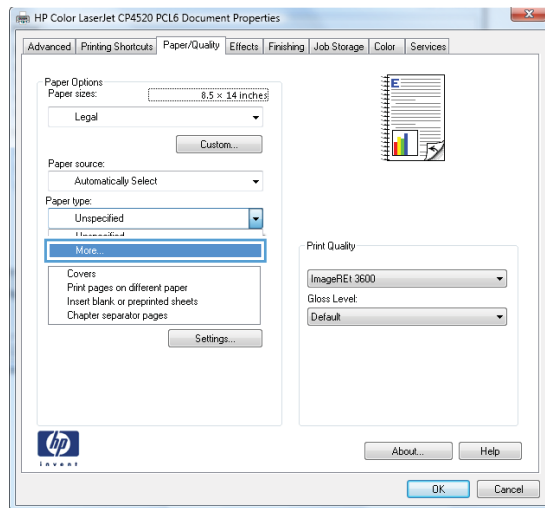 HP Color LaserJet CP4520 PCL6 Document Properties
Advanced Printing Shortcuts Paper/Quality Effects Finishing Job Storage Color Services
Paper Options
Paper sizes: 8.5 × 14 inches
Legal
Custom...
Paper source:
Automatically Select
Paper type:
Unspecified
Unspecified
More...
Covers
Print pages on different paper
Insert blank or preprinted sheets
Chapter separator pages
Settings...
E
Print Quality
ImageREt 3600
Gloss Level:
Default
hp
invent
About... Help
OK Cancel